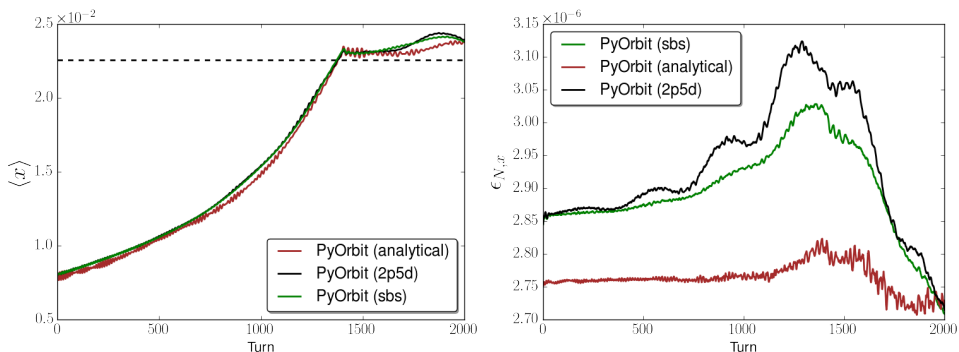 ×10⁻²
2.5
2.0
1.5
1.0
0.5
⟨x⟩
0
500
1000
1500
2000
Turn
PyOrbit (analytical)
PyOrbit (2p5d)
PyOrbit (sbs)
×10⁻⁶
3.15
3.10
3.05
3.00
2.95
2.90
2.85
2.80
2.75
2.70
ϵN,x
0
500
1000
1500
2000
Turn
PyOrbit (sbs)
PyOrbit (analytical)
PyOrbit (2p5d)